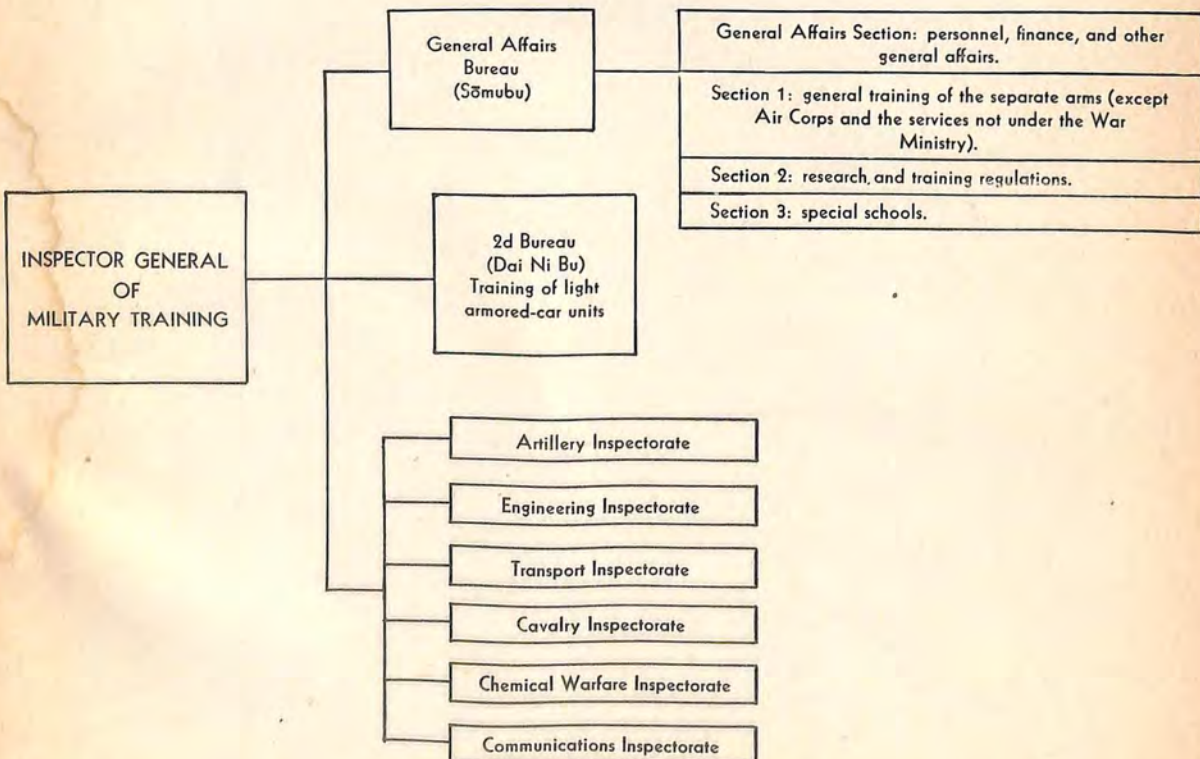 General Affairs
Bureau
(Sōmubu)
General Affairs Section: personnel, finance, and other
general affairs.
Section 1: general training of the separate arms (except
Air Corps and the services not under the War
Ministry).
Section 2: research and training regulations.
Section 3: special schools.
INSPECTOR GENERAL
OF
MILITARY TRAINING
2d Bureau
(Dai Ni Bu)
Training of light
armored-car units
Artillery Inspectorate
Engineering Inspectorate
Transport Inspectorate
Cavalry Inspectorate
Chemical Warfare Inspectorate
Communications Inspectorate